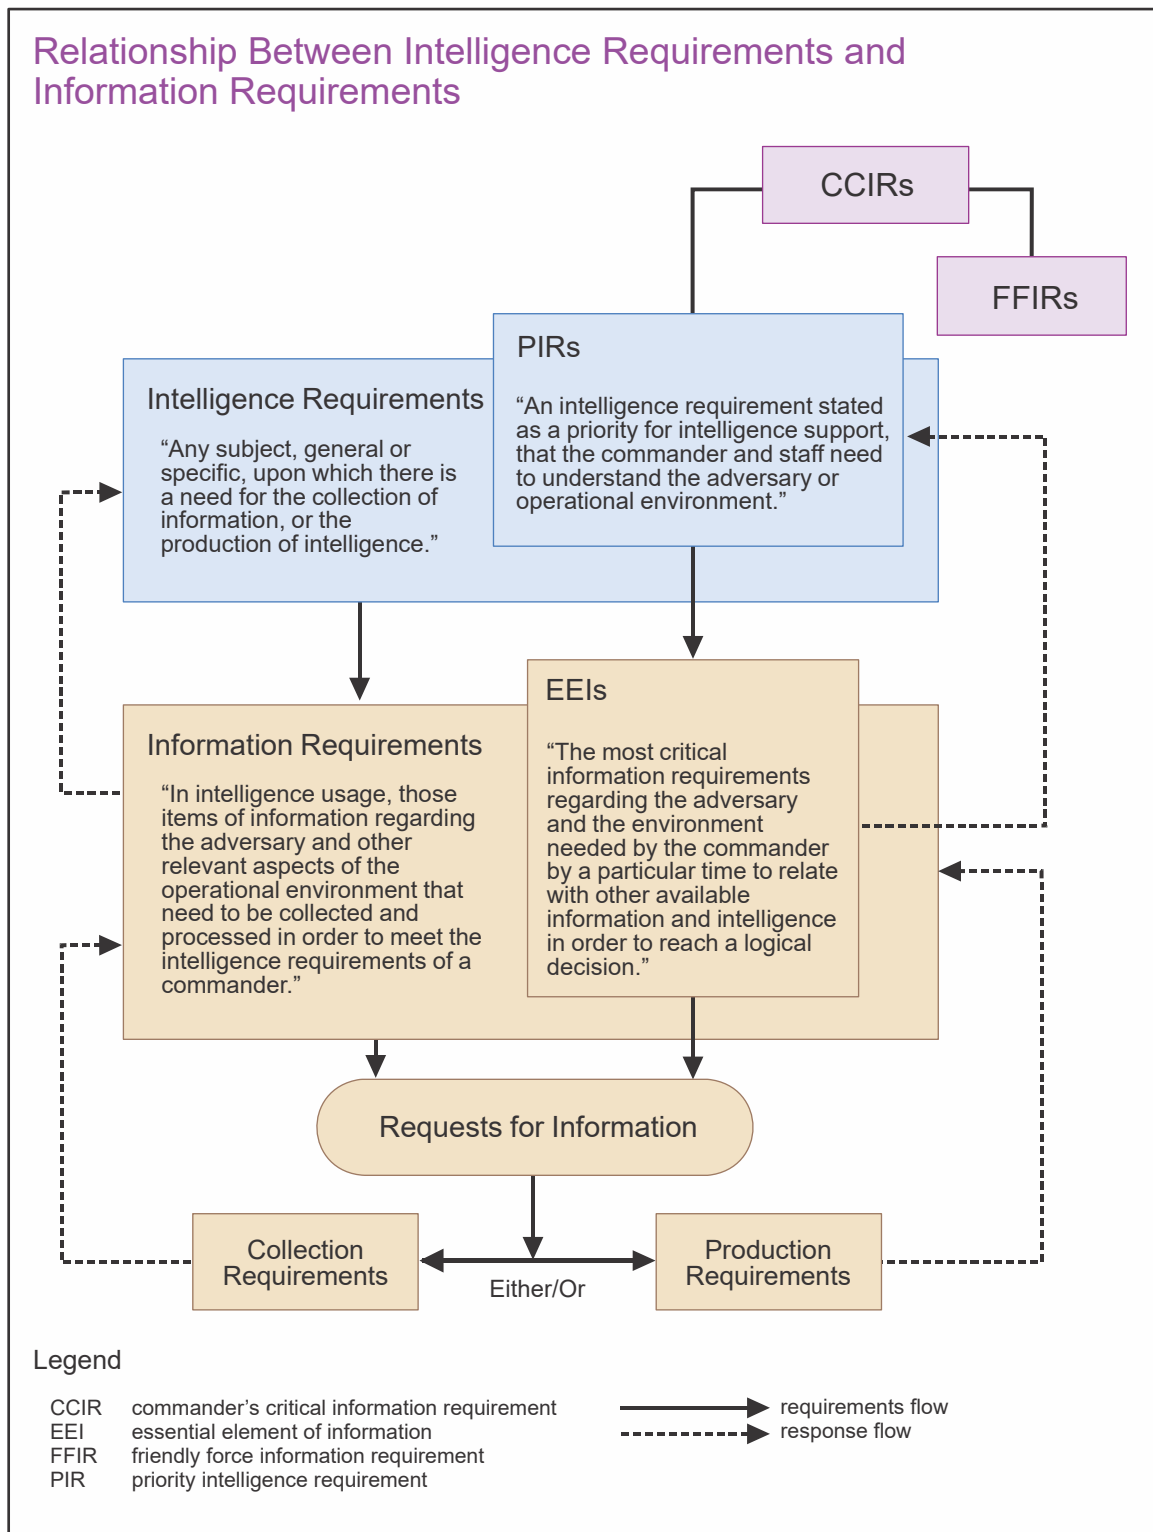 Relationship Between Intelligence Requirements and
Information Requirements
CCIRs
FFIRs
PIRs
“An intelligence requirement stated
as a priority for intelligence support,
that the commander and staff need
to understand the adversary or
operational environment.”
Intelligence Requirements
“Any subject, general or
specific, upon which there is
a need for the collection of
information, or the
production of intelligence.”
EEIs
“The most critical
information requirements
regarding the adversary
and the environment
needed by the commander
by a particular time to relate
with other available
information and intelligence
in order to reach a logical
decision.”
Information Requirements
“In intelligence usage, those
items of information regarding
the adversary and other
relevant aspects of the
operational environment that
need to be collected and
processed in order to meet the
intelligence requirements of a
commander.”
Requests for Information
Collection
Requirements
Either/Or
Production
Requirements
Legend
CCIR commander’s critical information requirement
EEI essential element of information
FFIR friendly force information requirement
PIR priority intelligence requirement
requirements flow
response flow